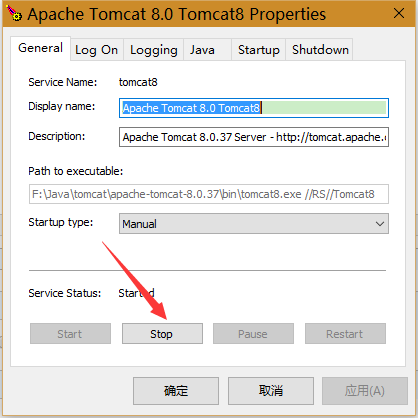 Apache Tomcat 8.0 Tomcat8 Properties
General Log On Logging Java Startup Shutdown
Service Name: tomcat8
Display name: Apache Tomcat 8.0 Tomcat8
Description: Apache Tomcat 8.0.37 Server - http://tomcat.apache.
Path to executable:
F:\Java\tomcat\apache-tomcat-8.0.37\bin\tomcat8.exe //RS//Tomcat8
Startup type: Manual
Service Status: Started
Start Stop Pause Restart
确定 取消 应用(A)